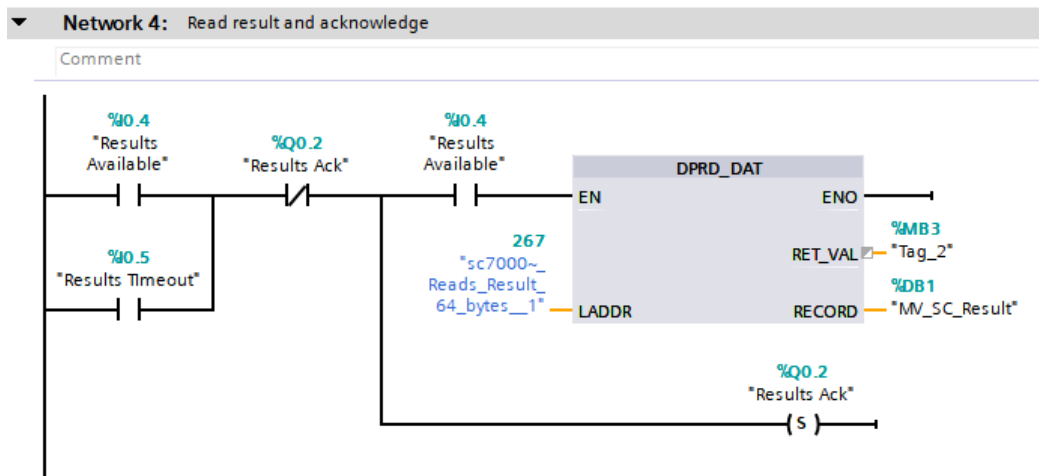 Network 4: Read result and acknowledge
Comment
%I0.4
"Results
Available"
%Q0.2
"Results Ack"
%I0.4
"Results
Available"
DPRD_DAT
EN
ENO
%I0.5
"Results TImeout"
267
"sc7000~_
Reads_Result_
64_bytes__1"
LADDR
RET_VAL
%MB3
"Tag_2"
RECORD
%DB1
"MV_SC_Result"
%Q0.2
"Results Ack"
S